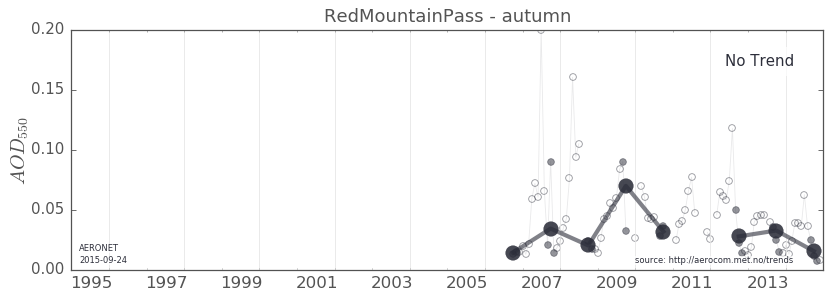 RedMountainPass - autumn
0.20
No Trend
0.15
0.10
AOD550
0.05
AERONET
2015-09-24
source: http://aerocom.met.no/trends
0.00
1995 1997 1999 2001 2003 2005 2007 2009 2011 2013